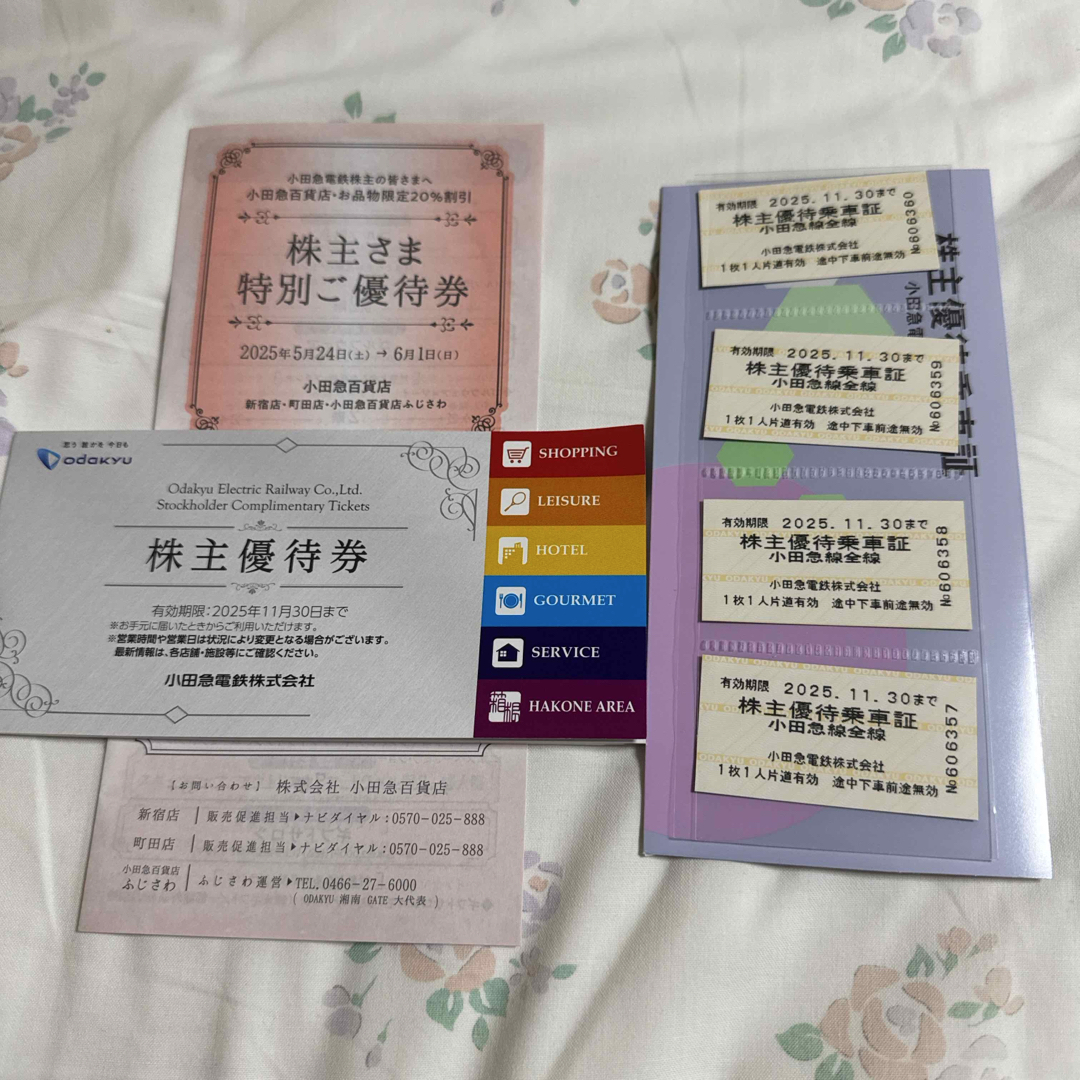 小田急電鉄株主の皆さまへ
小田急百貨店・お品物限定20%割引
株主さま
特別ご優待券
2025年5月24日(土) → 6月1日(日)
小田急百貨店
新宿店・町田店・小田急百貨店ふじさわ
odakyu
Odakyu Electric Railway Co.,Ltd.
Stockholder Complimentary Tickets
株主優待券
有効期限:2025年11月30日まで
※お手元に届いたときからご利用いただけます。
※営業時間や営業日は状況により変更となる場合がございます。
最新情報は、各店舗・施設等にご確認ください。
小田急電鉄株式会社
SHOPPING
LEISURE
HOTEL
GOURMET
SERVICE
箱根 HAKONE AREA
【お問い合わせ】 株式会社 小田急百貨店
新宿店 販売促進担当▶ナビダイヤル:0570-025-888
町田店 販売促進担当▶ナビダイヤル:0570-025-888
小田急百貨店
ふじさわ ふじさわ運営▶TEL.0466-27-6000
( ODAKYU 湘南 GATE 大代表 )
有効期限 2025.11.30まで
株主優待乗車証
小田急線全線
小田急電鉄株式会社
1枚1人片道有効 途中下車前途無効
№606360
有効期限 2025.11.30まで
株主優待乗車証
小田急線全線
小田急電鉄株式会社
1枚1人片道有効 途中下車前途無効
№606359
有効期限 2025.11.30まで
株主優待乗車証
小田急線全線
小田急電鉄株式会社
1枚1人片道有効 途中下車前途無効
№606358
有効期限 2025.11.30まで
株主優待乗車証
小田急線全線
小田急電鉄株式会社
1枚1人片道有効 途中下車前途無効
№606357